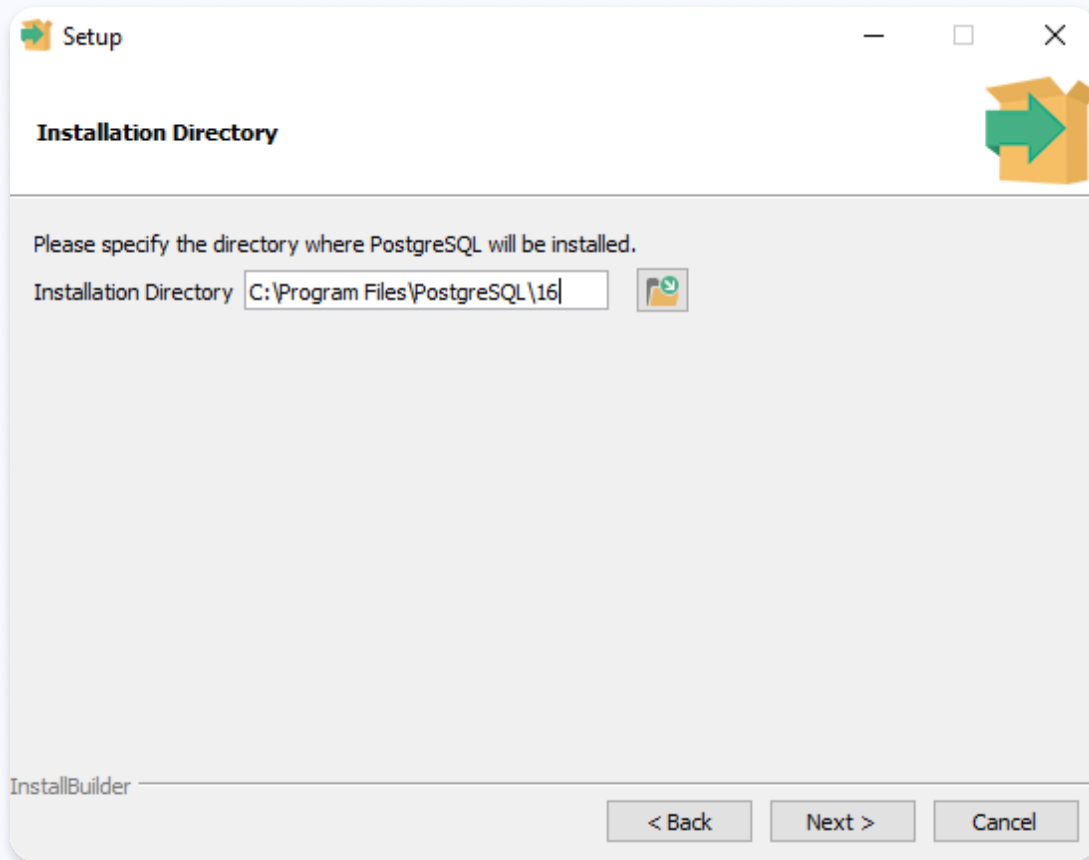 Setup
Installation Directory
Please specify the directory where PostgreSQL will be installed.
Installation Directory C:\Program Files\PostgreSQL\16
InstallBuilder
< Back Next > Cancel